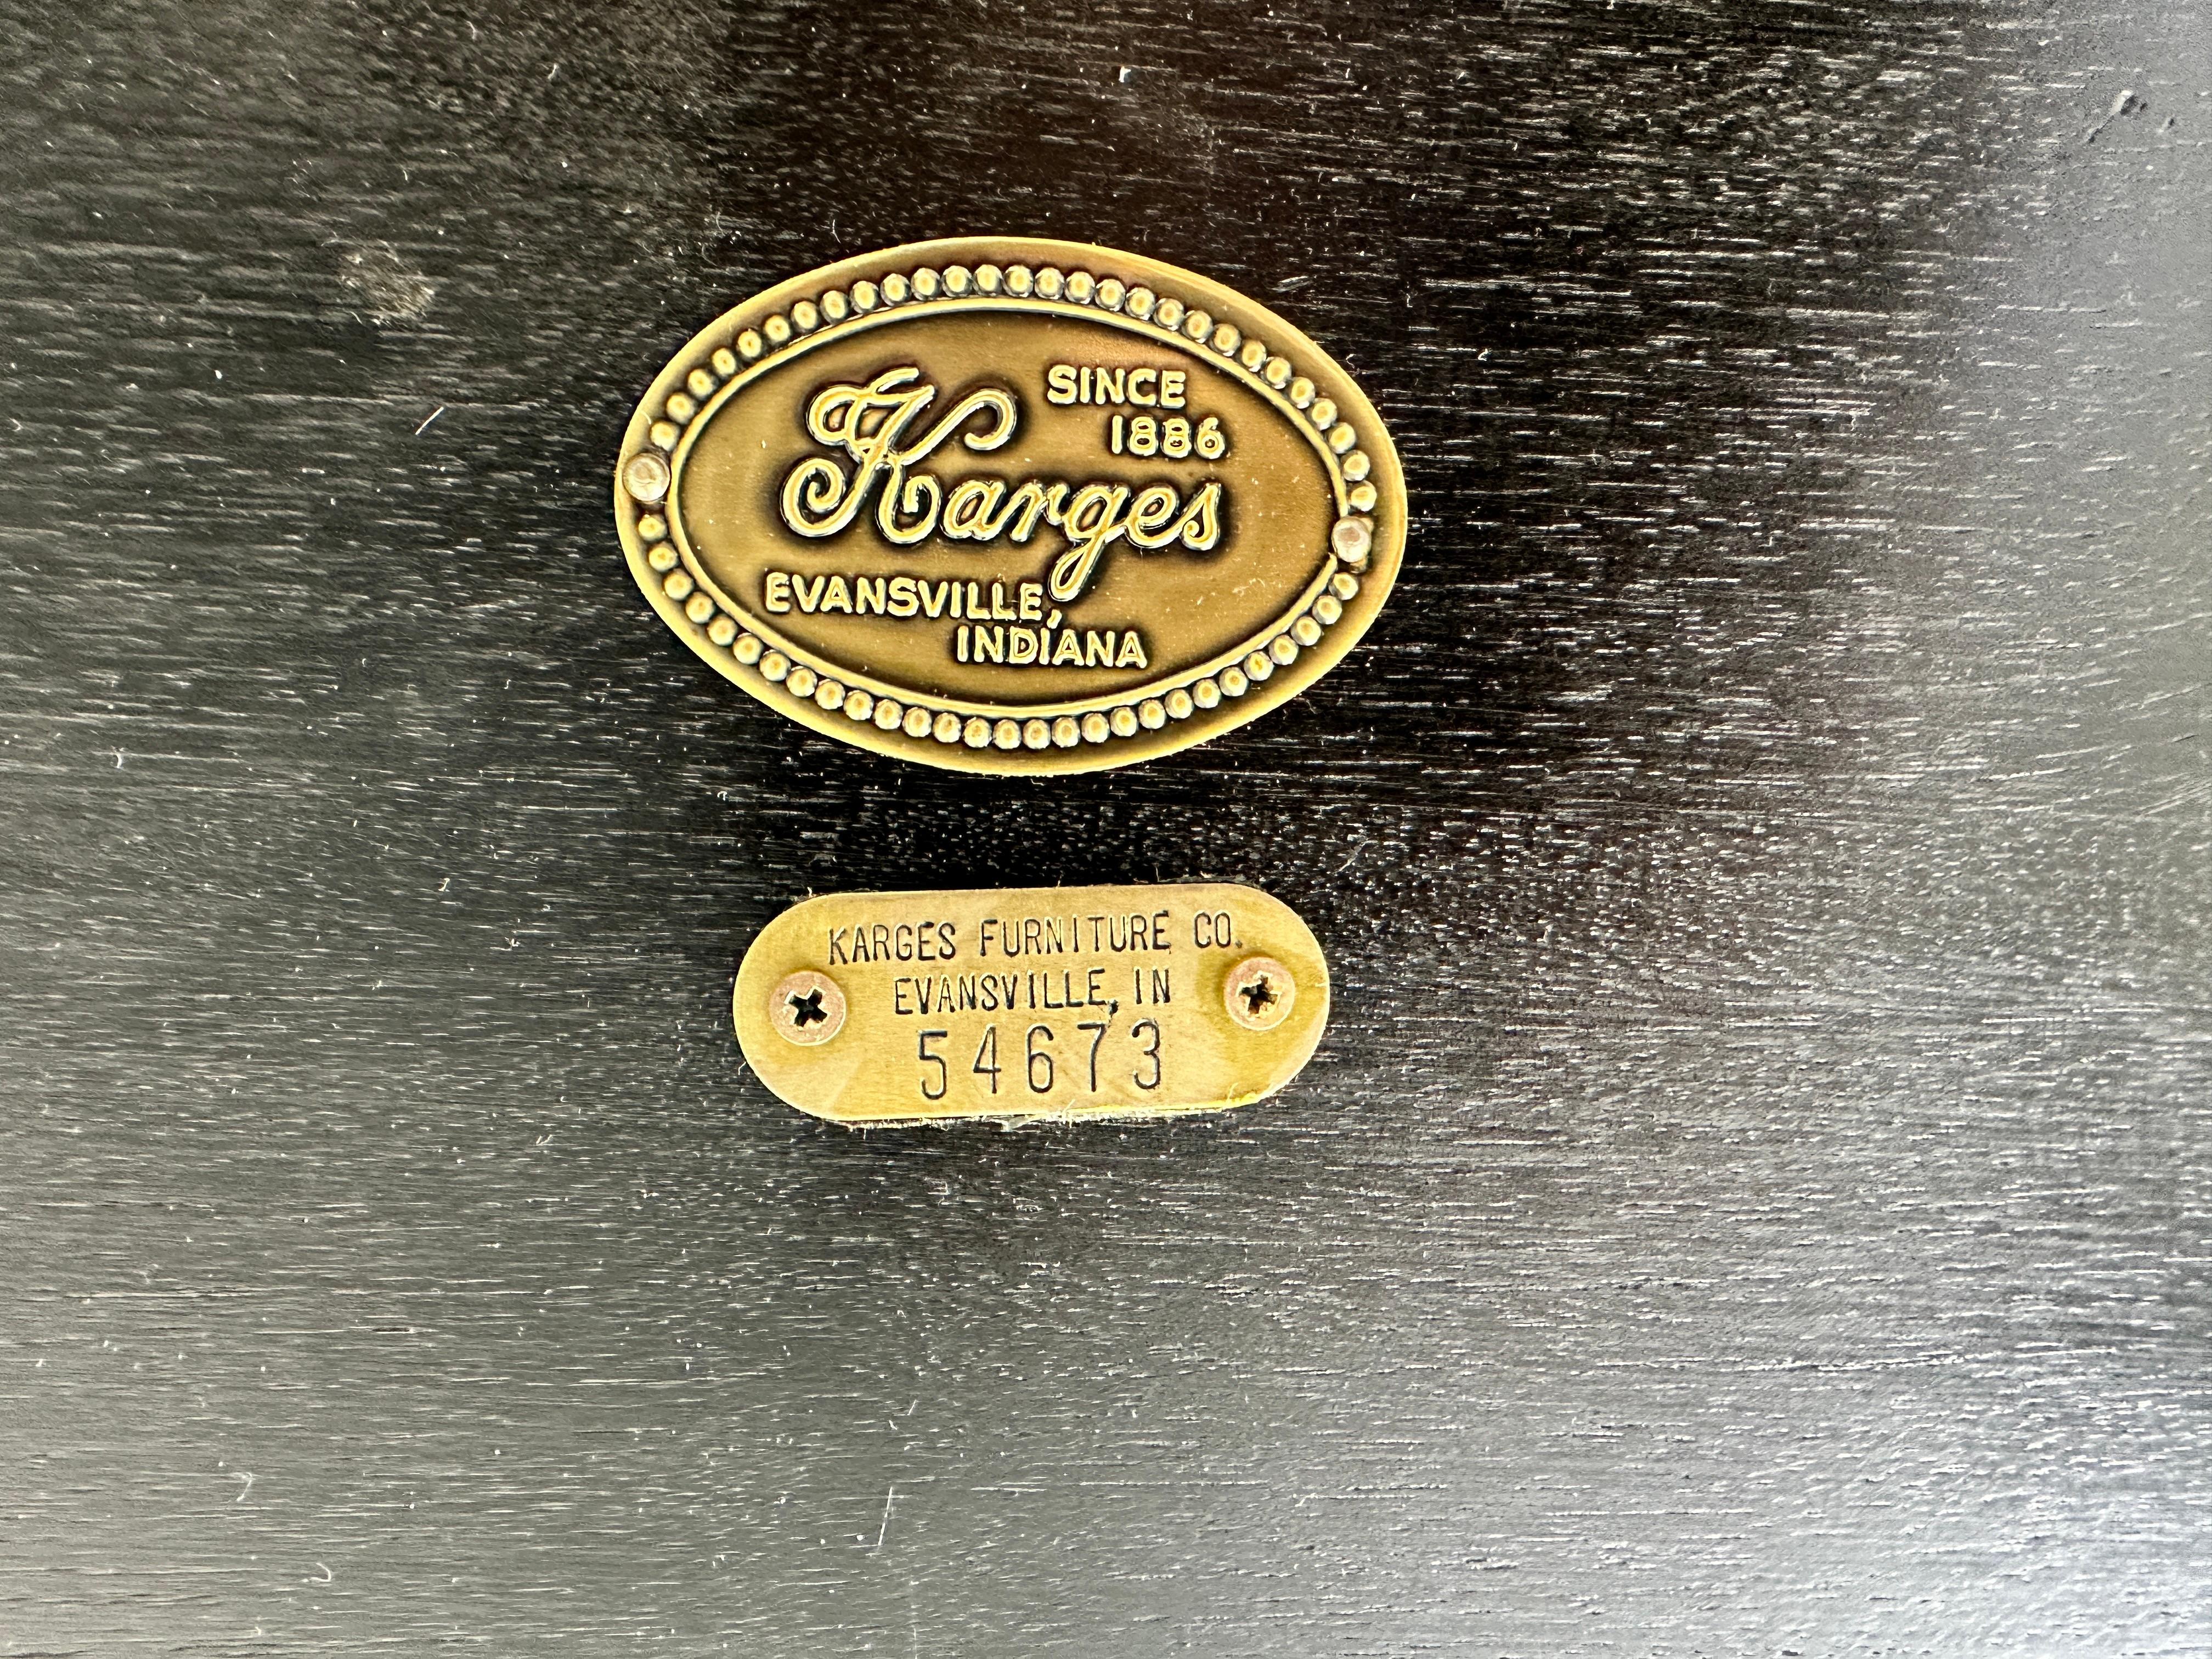 SINCE
1886
Karges
EVANSVILLE,
INDIANA
KARGES FURNITURE CO.
EVANSVILLE, IN
54673